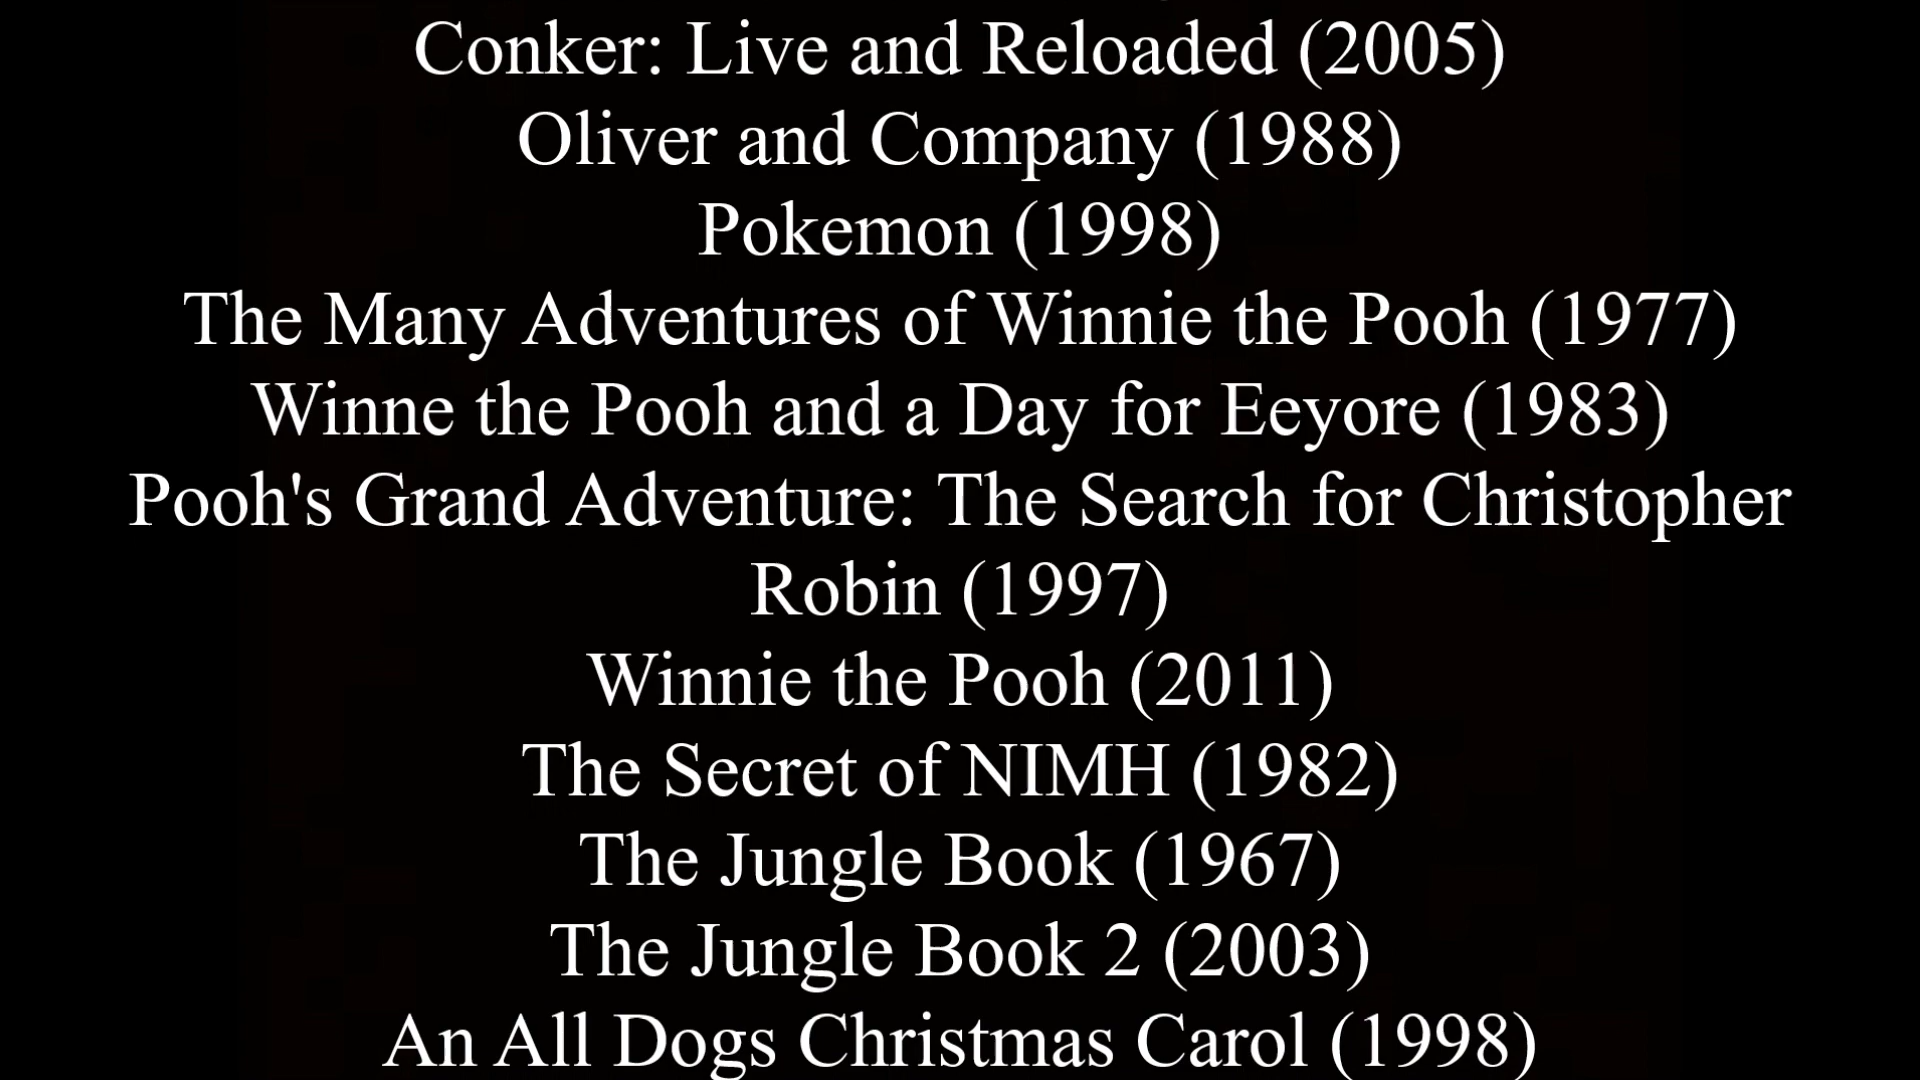 Conker: Live and Reloaded (2005)
Oliver and Company (1988)
Pokemon (1998)
The Many Adventures of Winnie the Pooh (1977)
Winne the Pooh and a Day for Eeyore (1983)
Pooh's Grand Adventure: The Search for Christopher
Robin (1997)
Winnie the Pooh (2011)
The Secret of NIMH (1982)
The Jungle Book (1967)
The Jungle Book 2 (2003)
An All Dogs Christmas Carol (1998)